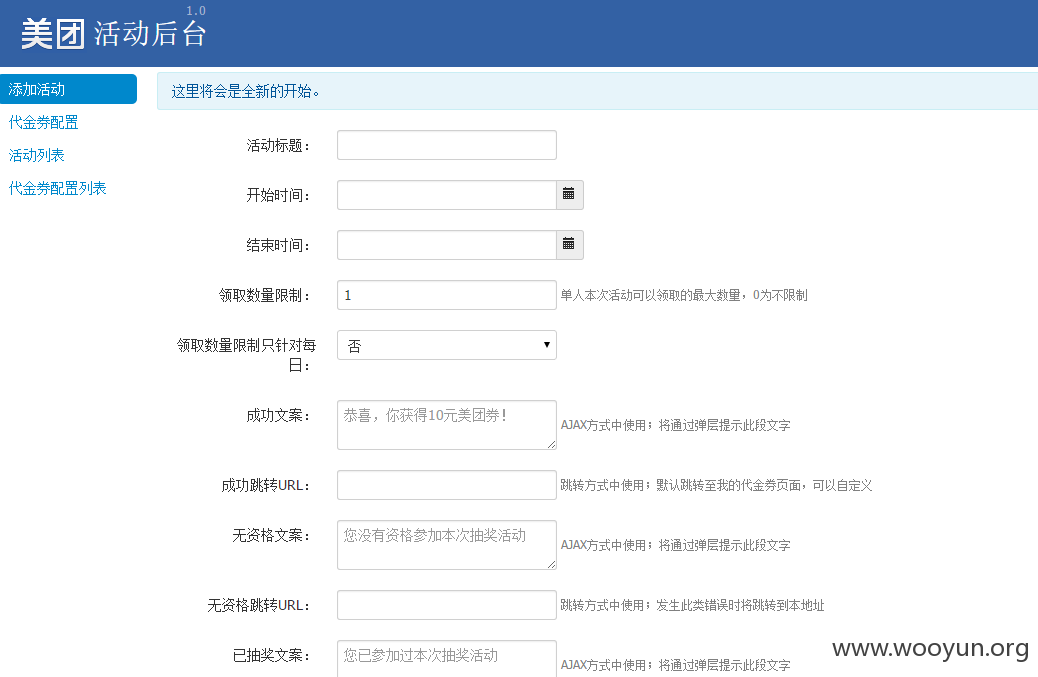 1.0
美团 活动后台
添加活动
代金券配置
活动列表
代金券配置列表
这里将会是全新的开始。
活动标题：
开始时间：
结束时间：
领取数量限制： 1 单人本次活动可以领取的最大数量，0为不限制
领取数量限制只针对每
日： 否
成功文案： 恭喜，你获得10元美团券！ AJAX方式中使用；将通过弹层提示此段文字
成功跳转URL： 跳转方式中使用；默认跳转至我的代金券页面，可以自定义
无资格文案： 您没有资格参加本次抽奖活动 AJAX方式中使用；将通过弹层提示此段文字
无资格跳转URL： 跳转方式中使用；发生此类错误时将跳转到本地址
已抽奖文案： 您已参加过本次抽奖活动 AJAX方式中使用；将通过弹层提示此段文字
www.wooyun.org